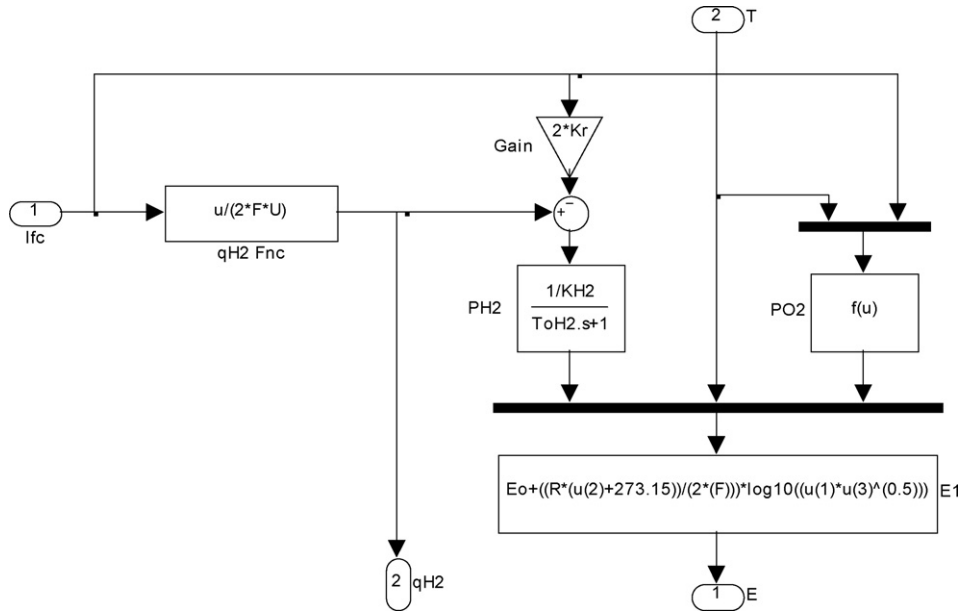 2
T
2*Kr
Gain
+
−
1
Ifc
u/(2*F*U)
qH2 Fnc
PH2
1/KH2
ToH2.s+1
PO2
f(u)
Eo+((R*(u(2)+273.15))/(2*(F)))*log10((u(1)*u(3)^(0.5)))
E1
2
qH2
1
E